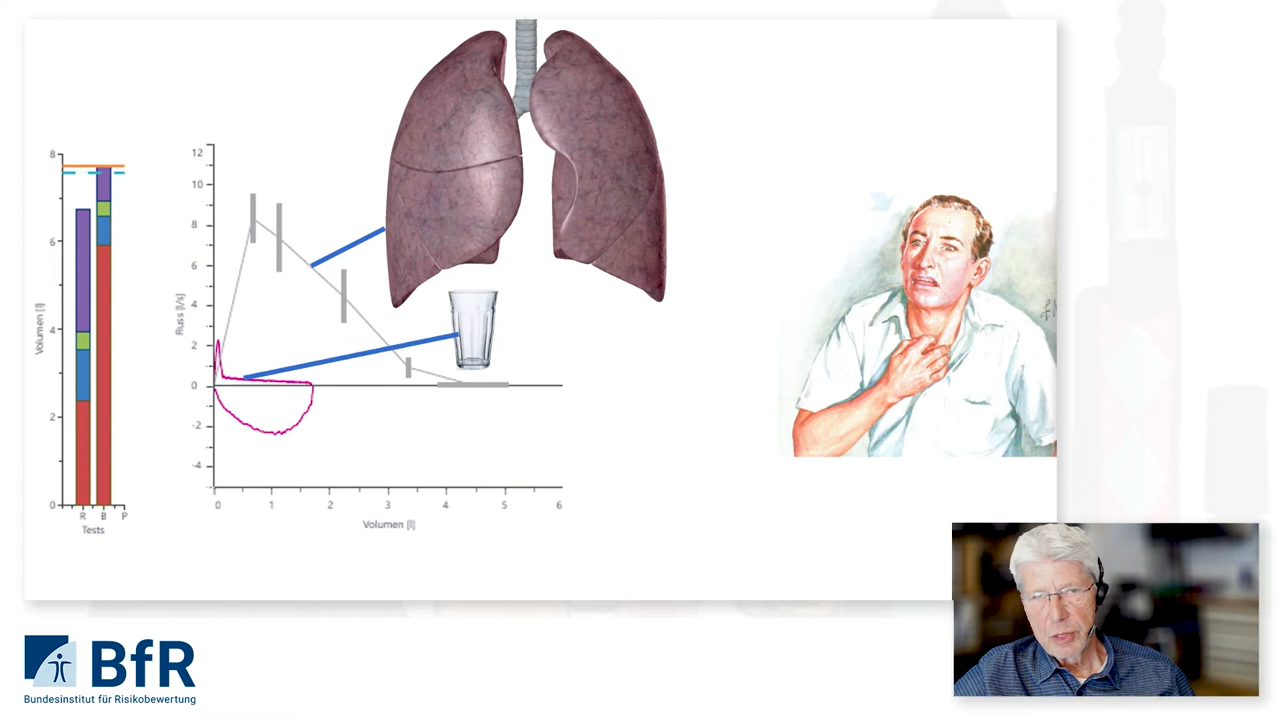 8
6
4
2
0
Volumen [l]
R B P
Tests
12
10
8
6
4
2
0
-2
-4
Fluss [l/s]
0 1 2 3 4 5 6
Volumen [l]
BfR
Bundesinstitut für Risikobewertung